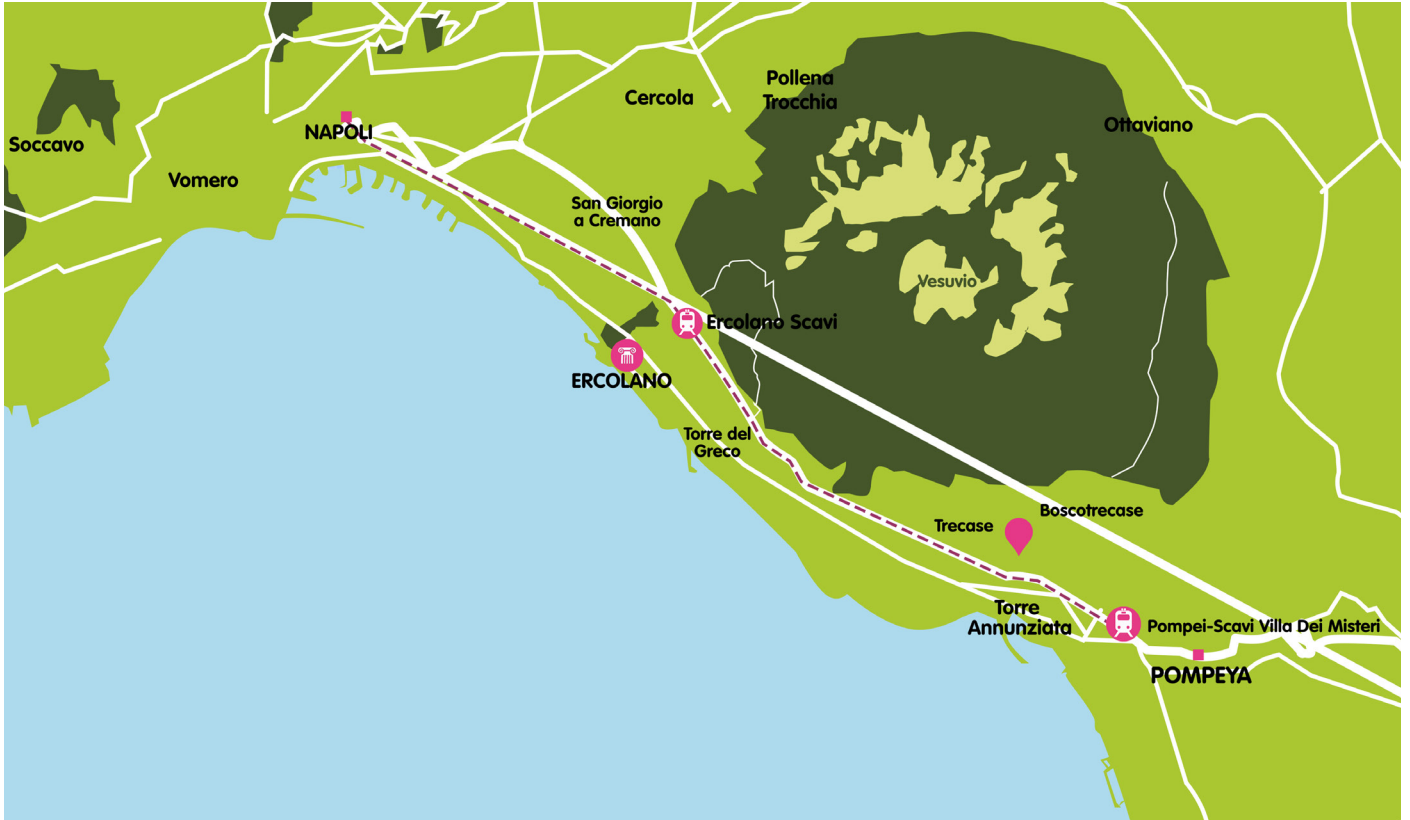 Pollena
Trocchia
Cercola
Ottaviano
NAPOLI
Soccavo
Vomero
San Giorgio
a Cremano
Vesuvio
Ercolano Scavi
ERCOLANO
Torre del
Greco
Boscotrecase
Trecase
Torre
Annunziata
Pompei-Scavi Villa Dei Misteri
POMPEYA